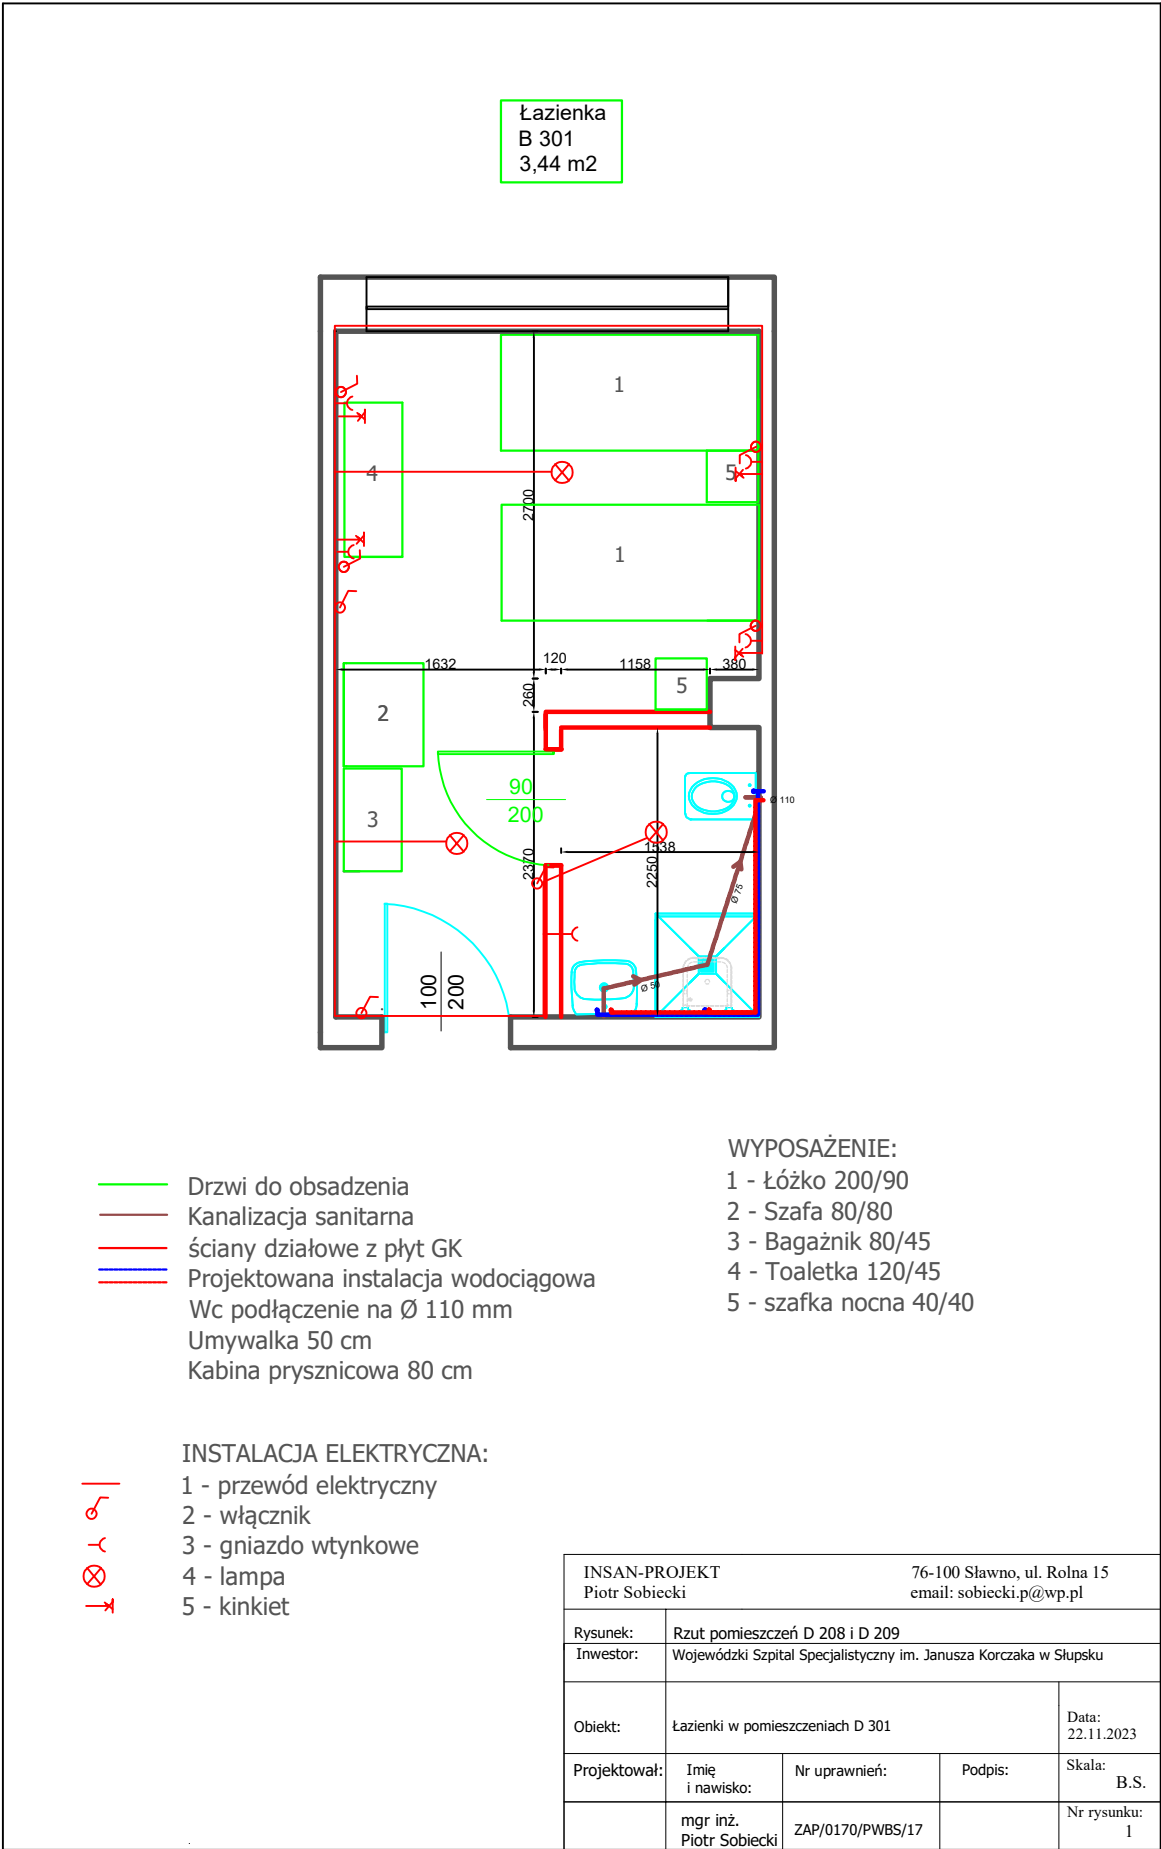 Łazienka
B 301
3,44 m2
1
4
5
2700
1
1632
120
1158
380
260
5
2
90
200
3
Ø 110
1538
2370
2250
Ø 75
100
200
Ø 50
Drzwi do obsadzenia
Kanalizacja sanitarna
ściany działowe z płyt GK
Projektowana instalacja wodociągowa
Wc podłączenie na Ø 110 mm
Umywalka 50 cm
Kabina prysznicowa 80 cm
WYPOSAŻENIE:
1 - Łóżko 200/90
2 - Szafa 80/80
3 - Bagażnik 80/45
4 - Toaletka 120/45
5 - szafka nocna 40/40
INSTALACJA ELEKTRYCZNA:
1 - przewód elektryczny
2 - włącznik
3 - gniazdo wtynkowe
4 - lampa
5 - kinkiet
INSAN-PROJEKT
Piotr Sobiecki
76-100 Sławno, ul. Rolna 15
email: sobiecki.p@wp.pl
Rysunek:
Rzut pomieszczeń D 208 i D 209
Inwestor:
Wojewódzki Szpital Specjalistyczny im. Janusza Korczaka w Słupsku
Obiekt:
Łazienki w pomieszczeniach D 301
Data:
22.11.2023
Projektował:
Imię
i nawisko:
Nr uprawnień:
Podpis:
Skala:
B.S.
mgr inż.
Piotr Sobiecki
ZAP/0170/PWBS/17
Nr rysunku:
1